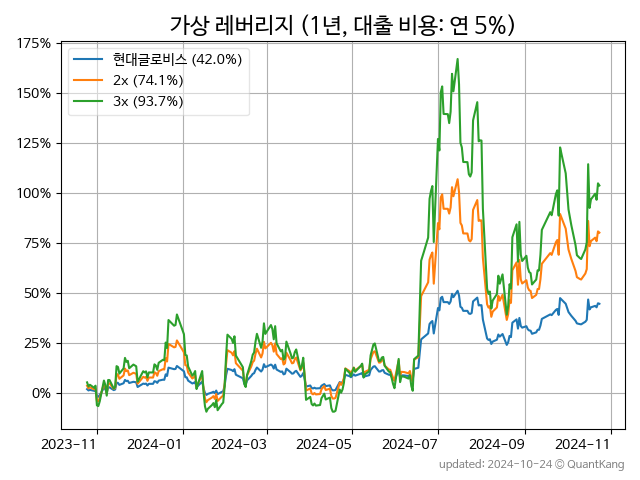 가상 레버리지 (1년, 대출 비용: 연 5%)
175%
150%
125%
100%
75%
50%
25%
0%
현대글로비스 (42.0%)
2x (74.1%)
3x (93.7%)
2023-11 2024-01 2024-03 2024-05 2024-07 2024-09 2024-11
updated: 2024-10-24 © QuantKang